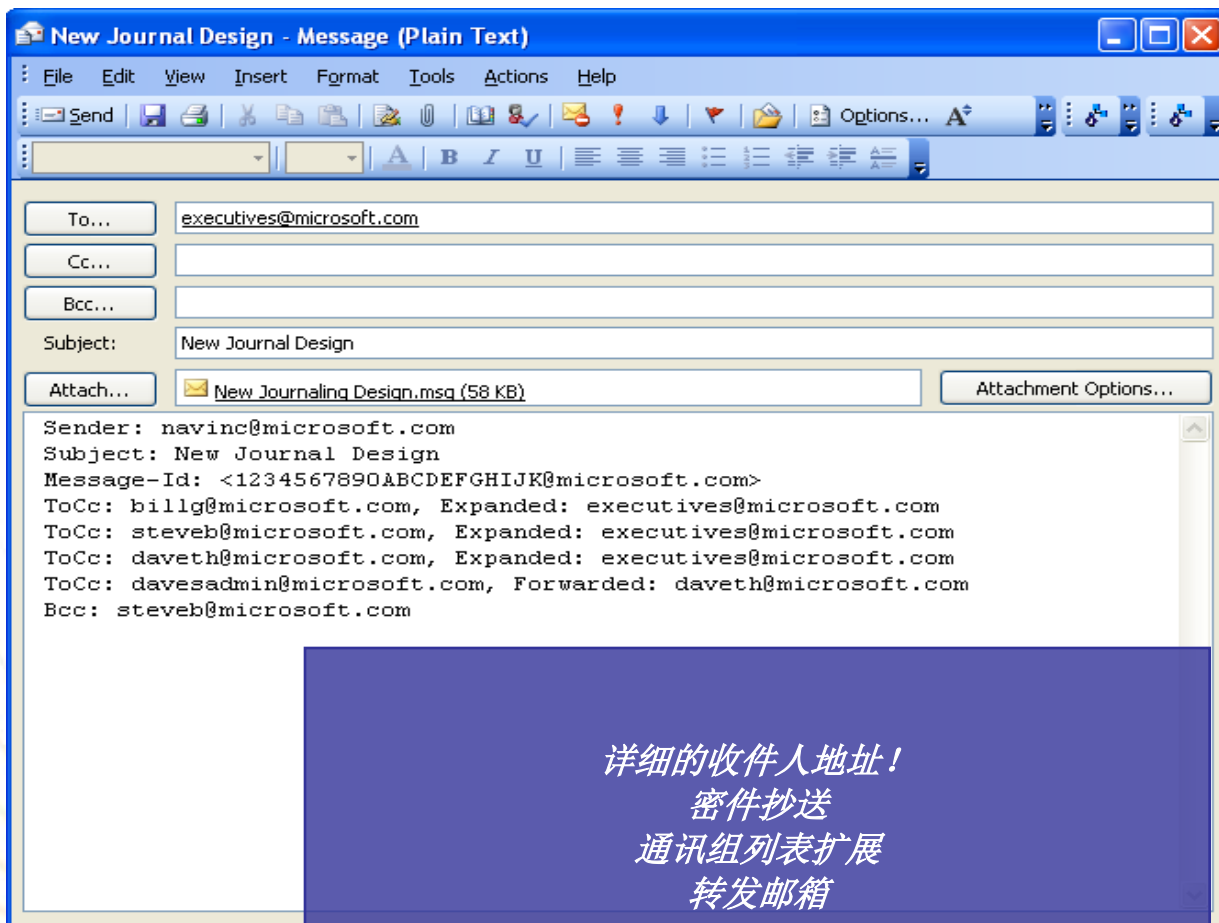 New Journal Design - Message (Plain Text)
File Edit View Insert Format Tools Actions Help
Send Options... A
A B I U
To... executives@microsoft.com
Cc...
Bcc...
Subject: New Journal Design
Attach... New Journaling Design.msg (58 KB) Attachment Options...
Sender: navinc@microsoft.com
Subject: New Journal Design
Message-Id: <1234567890ABCDEFGHIJK@microsoft.com>
ToCc: billg@microsoft.com, Expanded: executives@microsoft.com
ToCc: steveb@microsoft.com, Expanded: executives@microsoft.com
ToCc: daveth@microsoft.com, Expanded: executives@microsoft.com
ToCc: davesadmin@microsoft.com, Forwarded: daveth@microsoft.com
Bcc: steveb@microsoft.com
详细的收件人地址！
密件抄送
通讯组列表扩展
转发邮箱